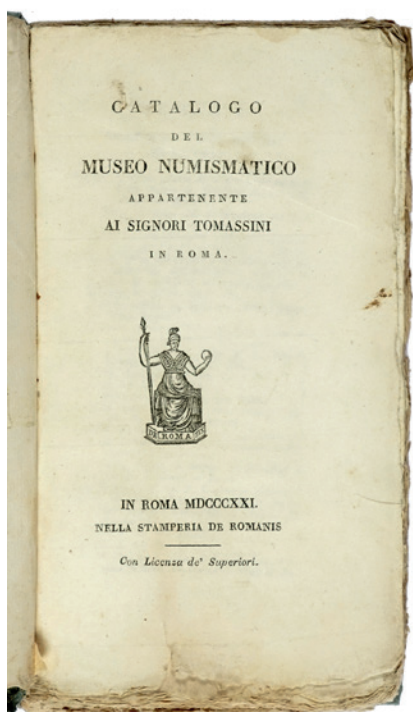 CATALOGO
DEL
MUSEO NUMISMATICO
APPARTENENTE
AI SIGNORI TOMASSINI
IN ROMA.
ROMA
IN ROMA MDCCCXXI.
NELLA STAMPERIA DE ROMANIS
Con Licenza de' Superiori.